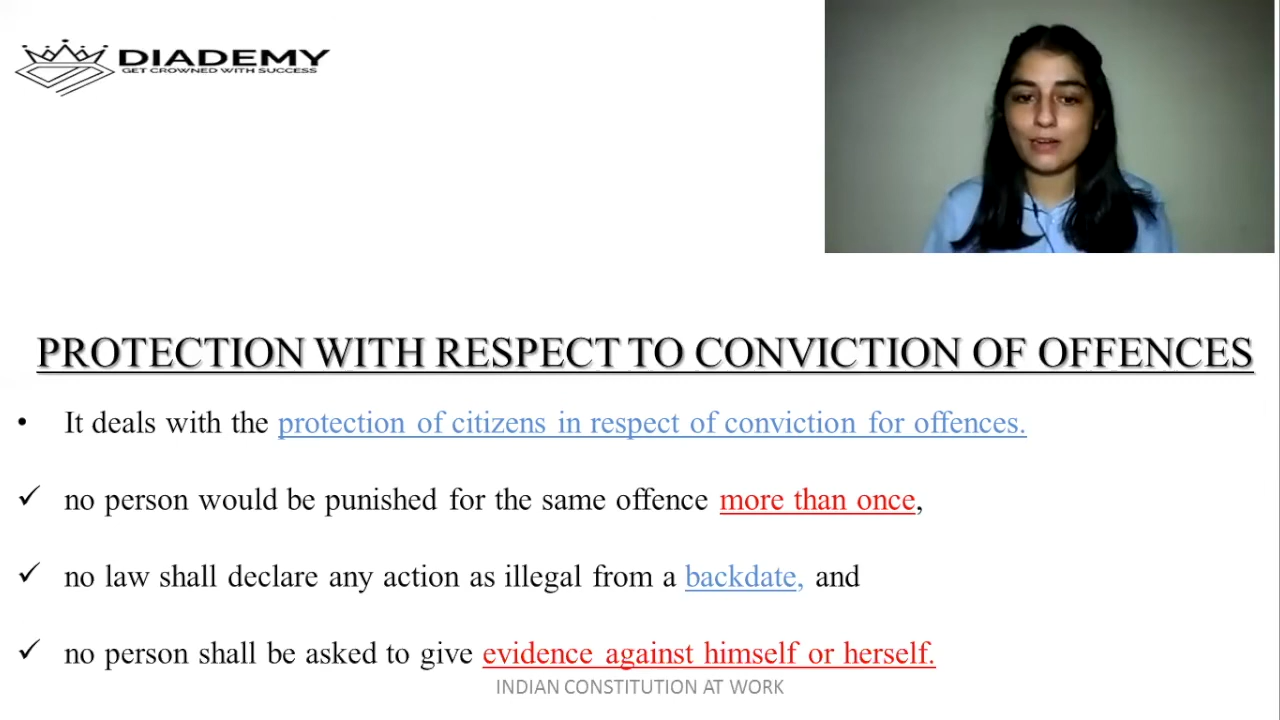 DIADEMY
GET CROWNED WITH SUCCESS
PROTECTION WITH RESPECT TO CONVICTION OF OFFENCES
• It deals with the protection of citizens in respect of conviction for offences.
✓ no person would be punished for the same offence more than once,
✓ no law shall declare any action as illegal from a backdate, and
✓ no person shall be asked to give evidence against himself or herself.
INDIAN CONSTITUTION AT WORK